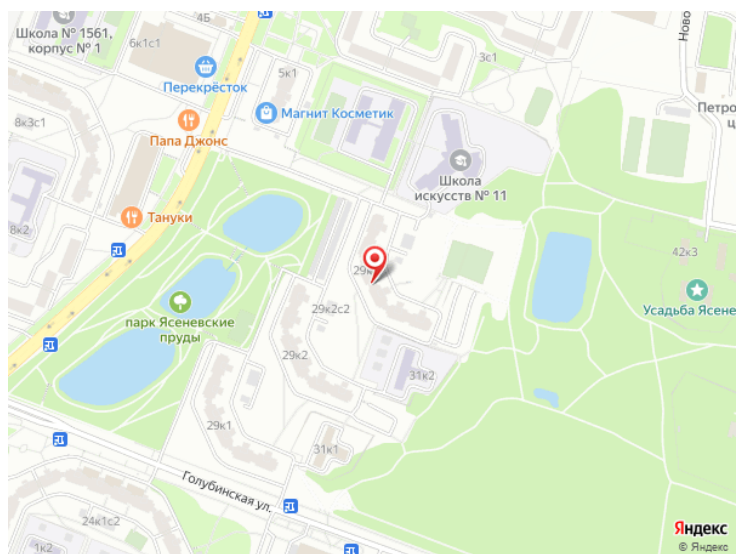 Школа № 1561,
корпус № 1
4Б
6к1с1
Перекрёсток
5к1
3с1
Ново
Магнит Косметик
8к3с1
Папа Джонс
Петро
ц
Школа
искусств № 11
Тануки
8к2
42к3
29к
Усадьба Ясене
парк Ясеневские
пруды
29к2с2
29к2
31к2
29к1
31к1
Голубинская ул.
24к1с2
1к2
Яндекс
© Яндекс